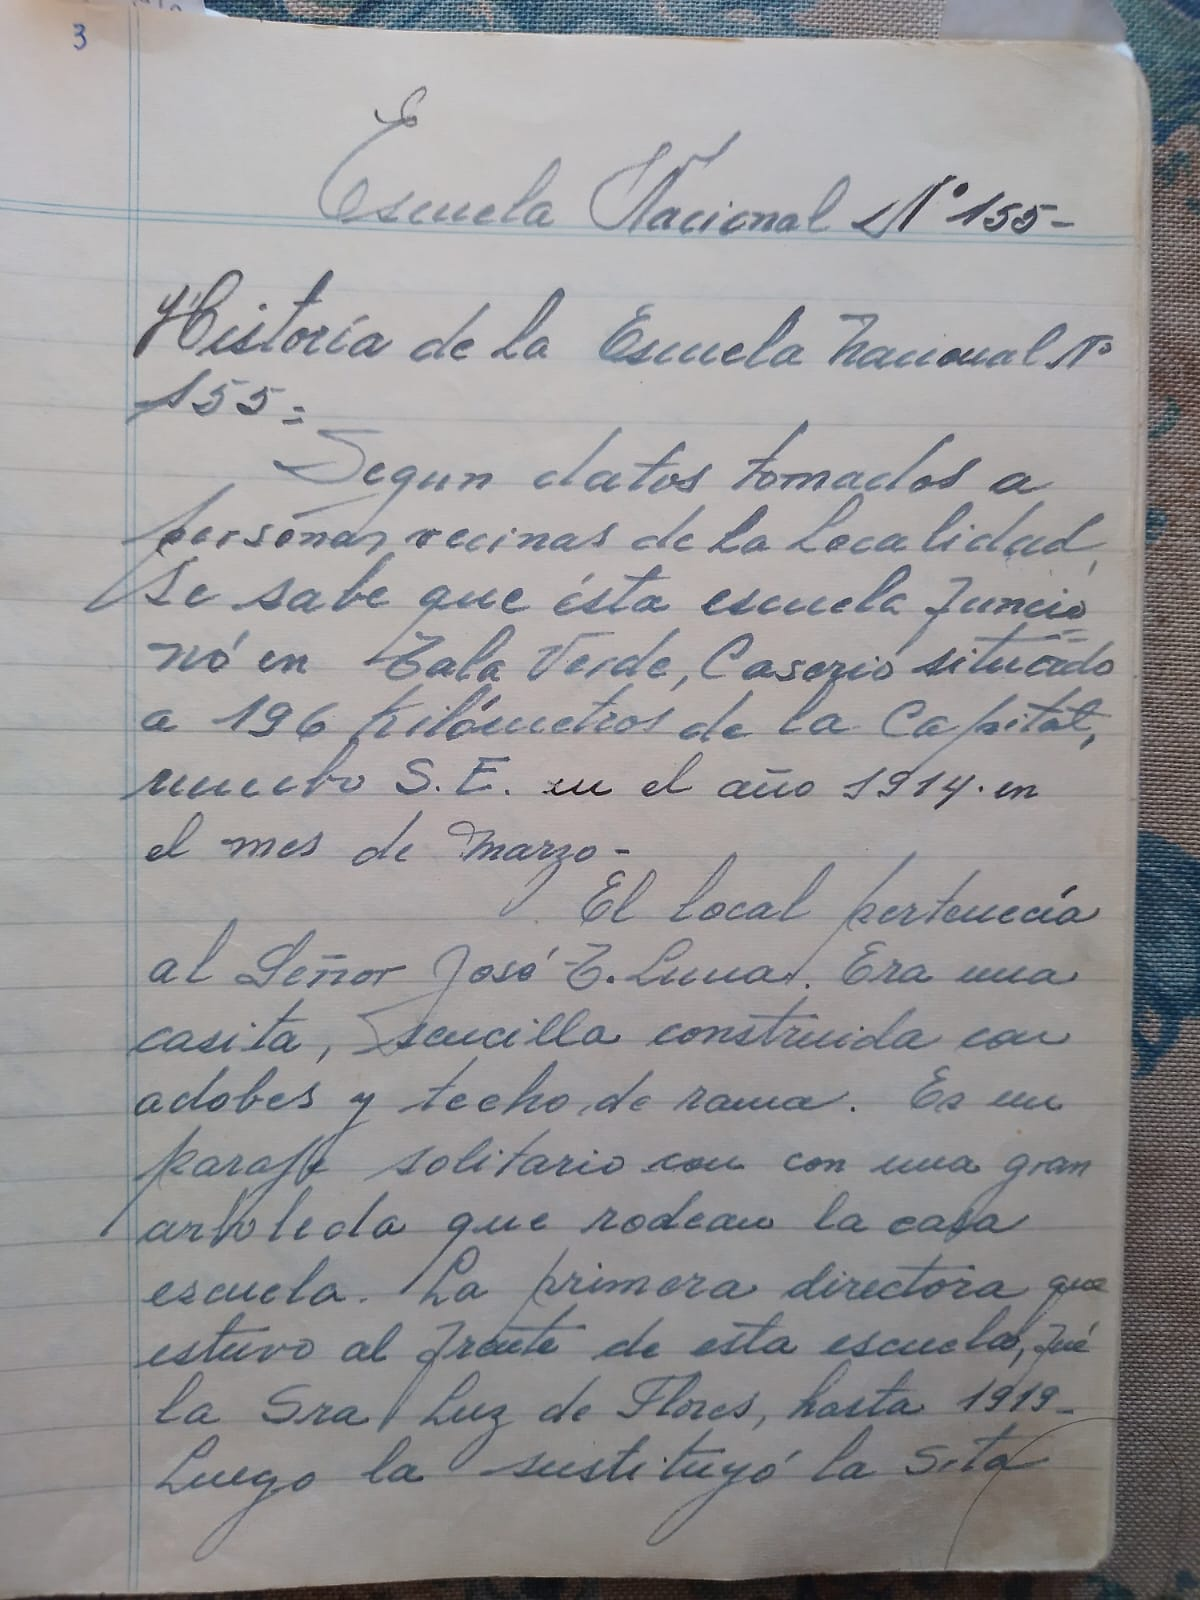 3
Escuela Nacional Nº 155-
Historia de la Escuela Nacional Nº
155=
Segun datos tomados a
personas vecinas de la Localidad,
se sabe que ésta escuela funcio=
nó en Tala Verde, Caserio situado
a 196 kilómetros de la Capital,
rumbo S.E. en el año 1914. en
el mes de Marzo-
El local pertenecía
al Señor José T. Luna. Era una
casita, sencilla construida con
adobes y techo de rama. Es un
paraje solitario con con una gran
arboleda que rodean la casa
escuela. La primera directora que
estuvo al frente de esta escuela, fué
la Sra Luz de Flores, hasta 1919-
Luego la sustituyó la Srta